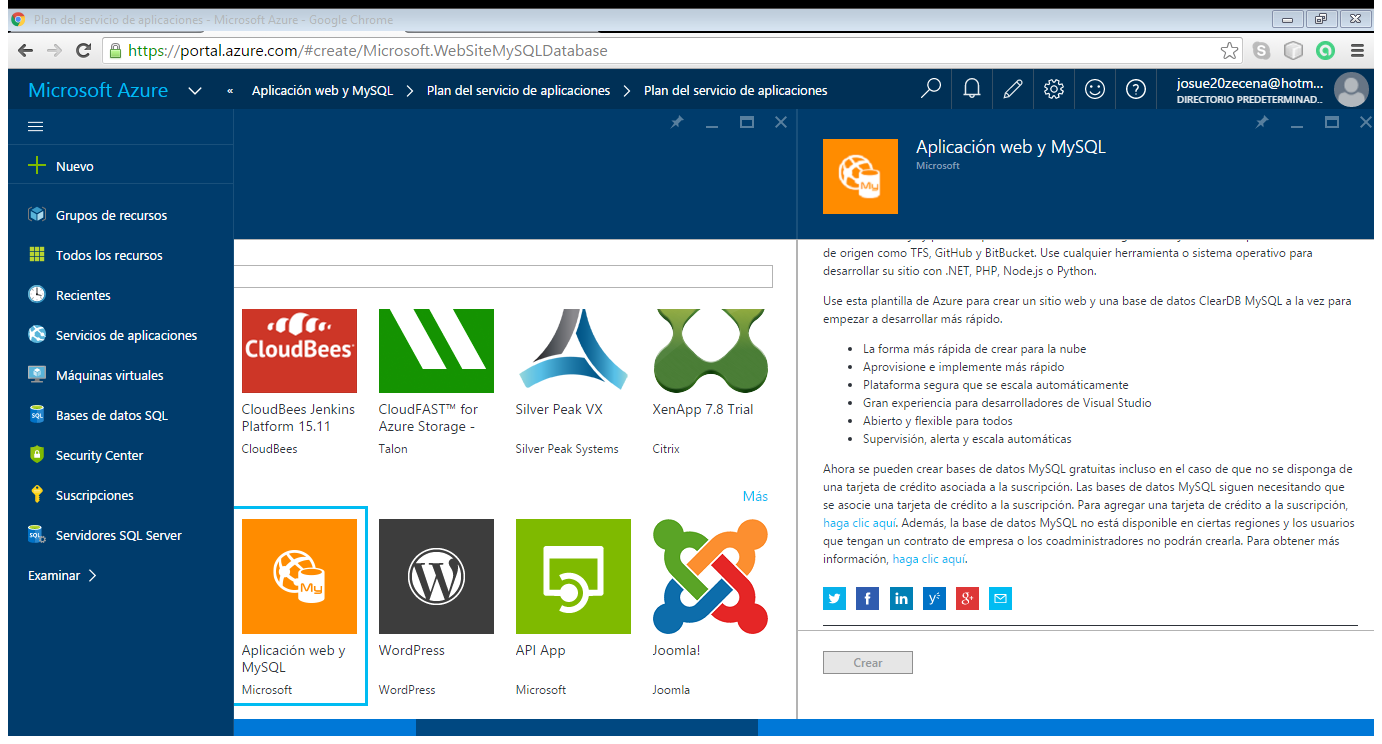 Plan del servicio de aplicaciones - Microsoft Azure - Google Chrome
https://portal.azure.com/#create/Microsoft.WebSiteMySQLDatabase
Microsoft Azure « Aplicación web y MySQL > Plan del servicio de aplicaciones > Plan del servicio de aplicaciones
josue20zecena@hotm...
DIRECTORIO PREDETERMINAD...
Nuevo
Grupos de recursos
Todos los recursos
Recientes
Servicios de aplicaciones
Máquinas virtuales
Bases de datos SQL
Security Center
Suscripciones
Servidores SQL Server
Examinar >
CloudBees
CloudBees Jenkins
Platform 15.11
CloudBees
CloudFAST™ for
Azure Storage -
Talon
Silver Peak VX
Silver Peak Systems
XenApp 7.8 Trial
Citrix
Más
My
Aplicación web y
MySQL
Microsoft
WordPress
WordPress
API App
Microsoft
Joomla!
Joomla
My
Aplicación web y MySQL
Microsoft
de origen como TFS, GitHub y BitBucket. Use cualquier herramienta o sistema operativo para
desarrollar su sitio con .NET, PHP, Node.js o Python.
Use esta plantilla de Azure para crear un sitio web y una base de datos ClearDB MySQL a la vez para
empezar a desarrollar más rápido.
• La forma más rápida de crear para la nube
• Aprovisione e implemente más rápido
• Plataforma segura que se escala automáticamente
• Gran experiencia para desarrolladores de Visual Studio
• Abierto y flexible para todos
• Supervisión, alerta y escala automáticas
Ahora se pueden crear bases de datos MySQL gratuitas incluso en el caso de que no se disponga de
una tarjeta de crédito asociada a la suscripción. Las bases de datos MySQL siguen necesitando que
se asocie una tarjeta de crédito a la suscripción. Para agregar una tarjeta de crédito a la suscripción,
haga clic aquí. Además, la base de datos MySQL no está disponible en ciertas regiones y los usuarios
que tengan un contrato de empresa o los coadministradores no podrán crearla. Para obtener más
información, haga clic aquí.
Crear